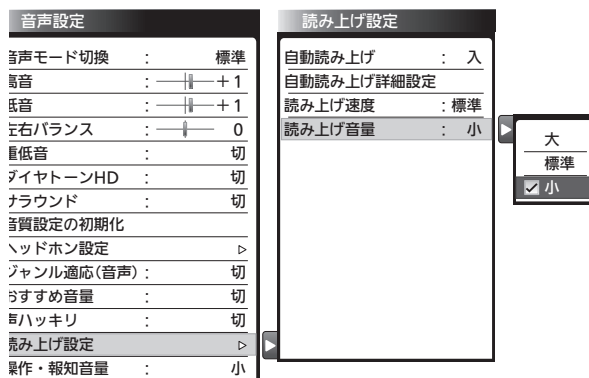 音声設定
音声モード切換 : 標準
高音 : +1
低音 : +1
左右バランス : 0
重低音 : 切
ダイヤトーンHD : 切
サラウンド : 切
音質設定の初期化
ヘッドホン設定
ジャンル適応(音声) : 切
おすすめ音量 : 切
声ハッキリ : 切
読み上げ設定
操作・報知音量 : 小
読み上げ設定
自動読み上げ : 入
自動読み上げ詳細設定
読み上げ速度 : 標準
読み上げ音量 : 小
大
標準
小